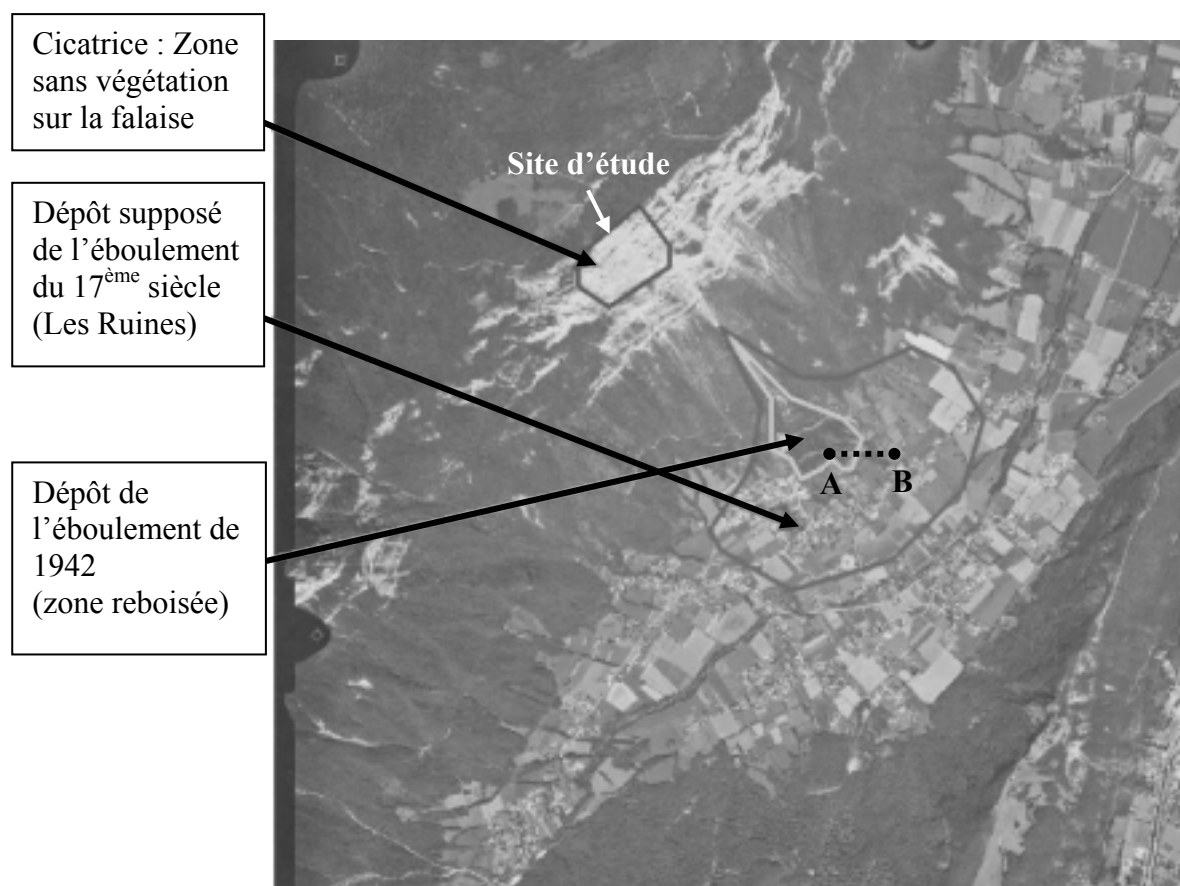 Cicatrice : Zone
sans végétation
sur la falaise
Site d'étude
Dépôt supposé
de l'éboulement
du 17ème siècle
(Les Ruines)
A
B
Dépôt de
l'éboulement de
1942
(zone reboisée)